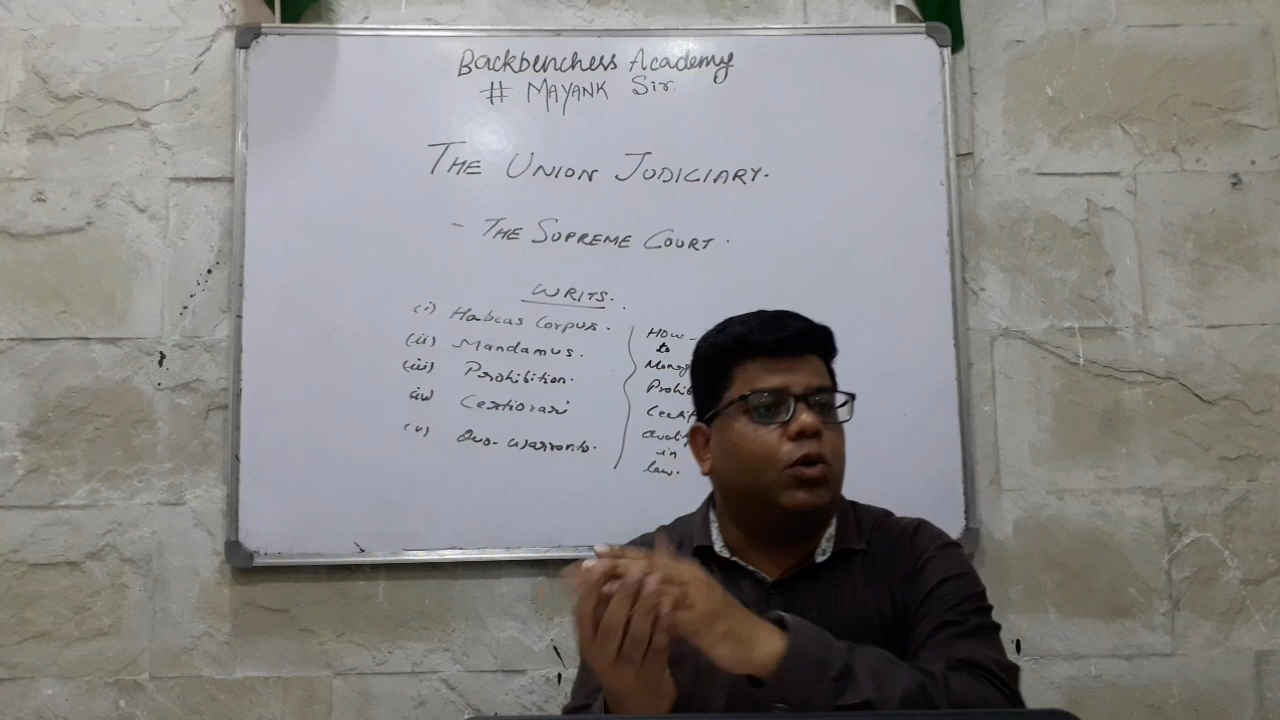 Backbenchers Academy
# MAYANK Sir.
THE UNION JUDICIARY.
- THE SUPREME COURT.
WRITS.
(i) Habeas Corpus.
(ii) Mandamus.
(iii) Prohibition.
(iv) Certiorari
(v) Quo-warranto.
How-
to
Prohib
Certif
in
law.